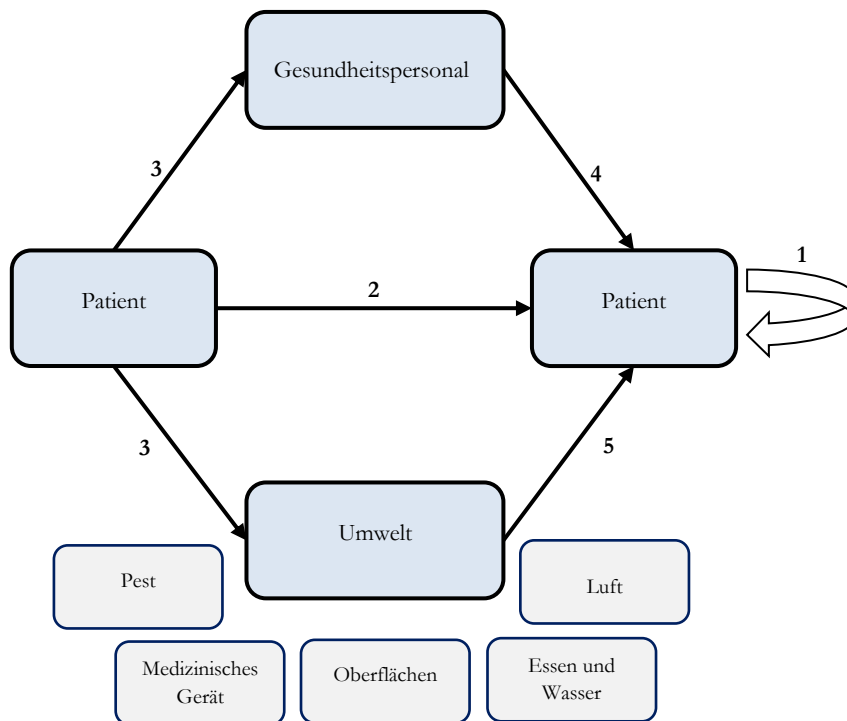 Gesundheitspersonal
3
4
1
Patient
2
Patient
3
5
Umwelt
Pest
Luft
Medizinisches
Gerät
Oberflächen
Essen und
Wasser